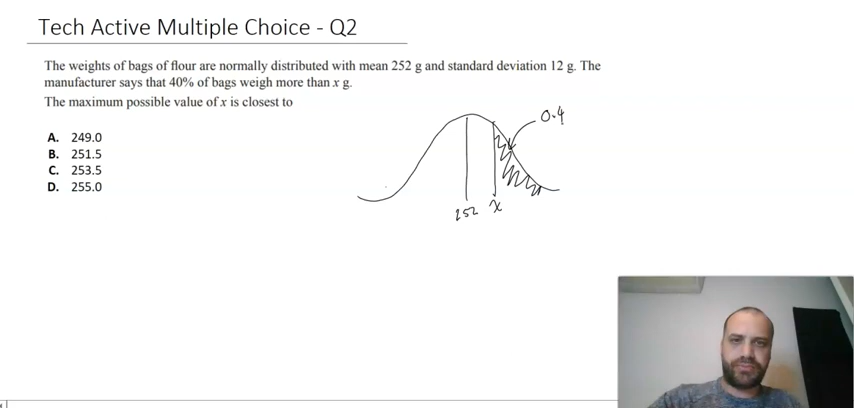 Tech Active Multiple Choice - Q2
The weights of bags of flour are normally distributed with mean 252 g and standard deviation 12 g. The
manufacturer says that 40% of bags weigh more than x g.
The maximum possible value of x is closest to
A. 249.0
B. 251.5
C. 253.5
D. 255.0
0.4
252 x